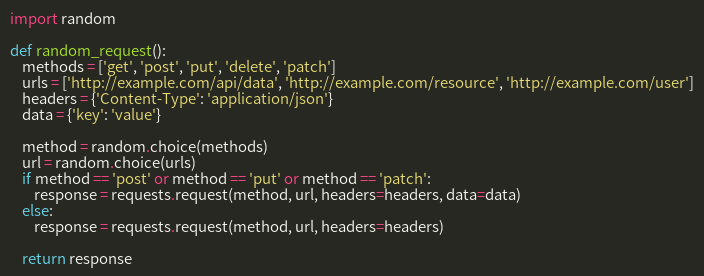 import random

def random_request():
    methods = ['get', 'post', 'put', 'delete', 'patch']
    urls = ['http://example.com/api/data', 'http://example.com/resource', 'http://example.com/user']
    headers = {'Content-Type': 'application/json'}
    data = {'key': 'value'}

    method = random.choice(methods)
    url = random.choice(urls)
    if method == 'post' or method == 'put' or method == 'patch':
        response = requests.request(method, url, headers=headers, data=data)
    else:
        response = requests.request(method, url, headers=headers)

    return response